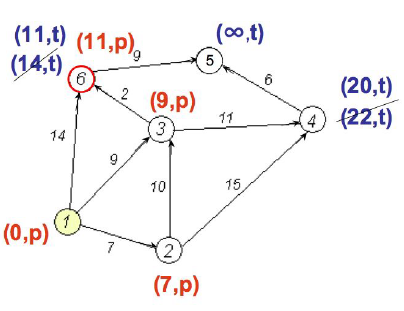 (11,t) (11,p) (∞,t)
(14,t)
6 9 5
2 6
(9,p) (20,t)
3 11 4 (22,t)
14
9
10 15
1
(0,p) 7 2
(7,p)